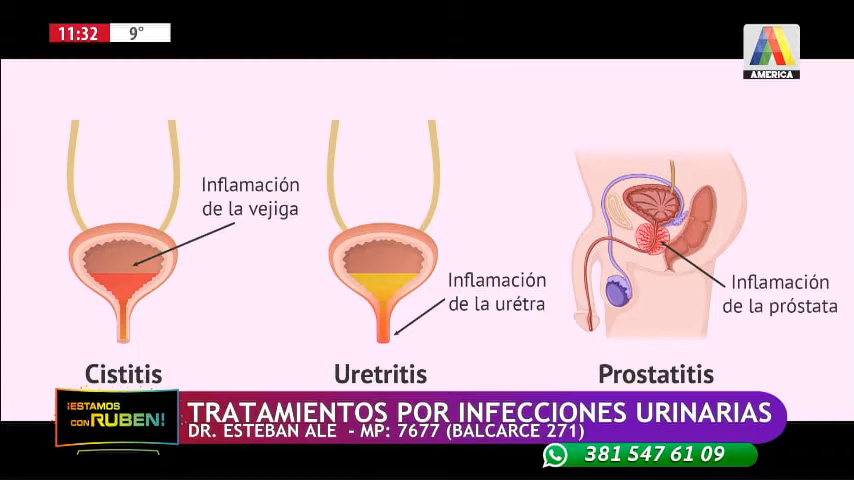 11:32 9°
AMERICA
Inflamación
de la vejiga
Inflamación
de la urétra
Inflamación
de la próstata
Cistitis
Uretritis
Prostatitis
¡ESTAMOS
CON RUBEN!
TRATAMIENTOS POR INFECCIONES URINARIAS
DR. ESTEBAN ALE - MP: 7677 (BALCARCE 271)
381 547 61 09